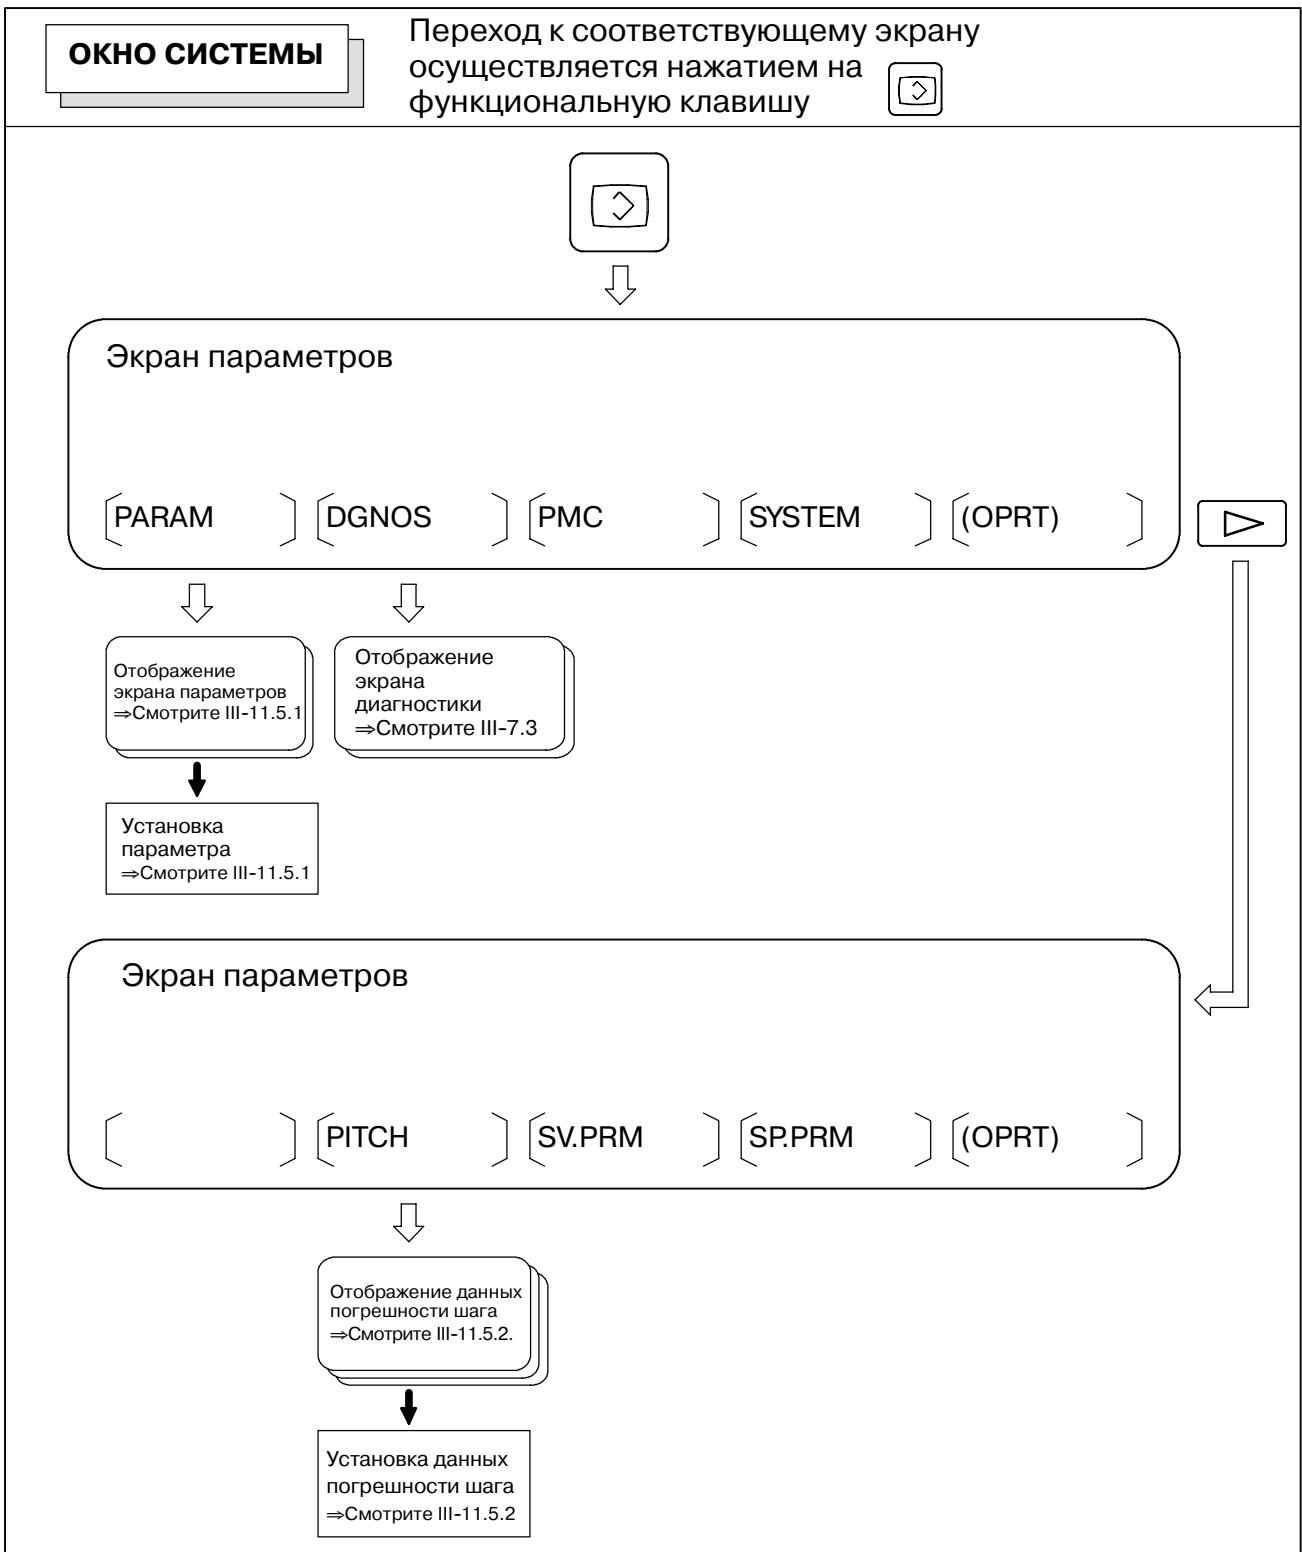 ОКНО СИСТЕМЫ
Переход к соответствующему экрану
осуществляется нажатием на
функциональную клавишу
Экран параметров
PARAM
DGNOS
PMC
SYSTEM
(OPRT)
Отображение
экрана параметров
⇒Смотрите III-11.5.1
Отображение
экрана
диагностики
⇒Смотрите III-7.3
Установка
параметра
⇒Смотрите III-11.5.1
Экран параметров
PITCH
SV.PRM
SP.PRM
(OPRT)
Отображение данных
погрешности шага
⇒Смотрите III-11.5.2.
Установка данных
погрешности шага
⇒Смотрите III-11.5.2